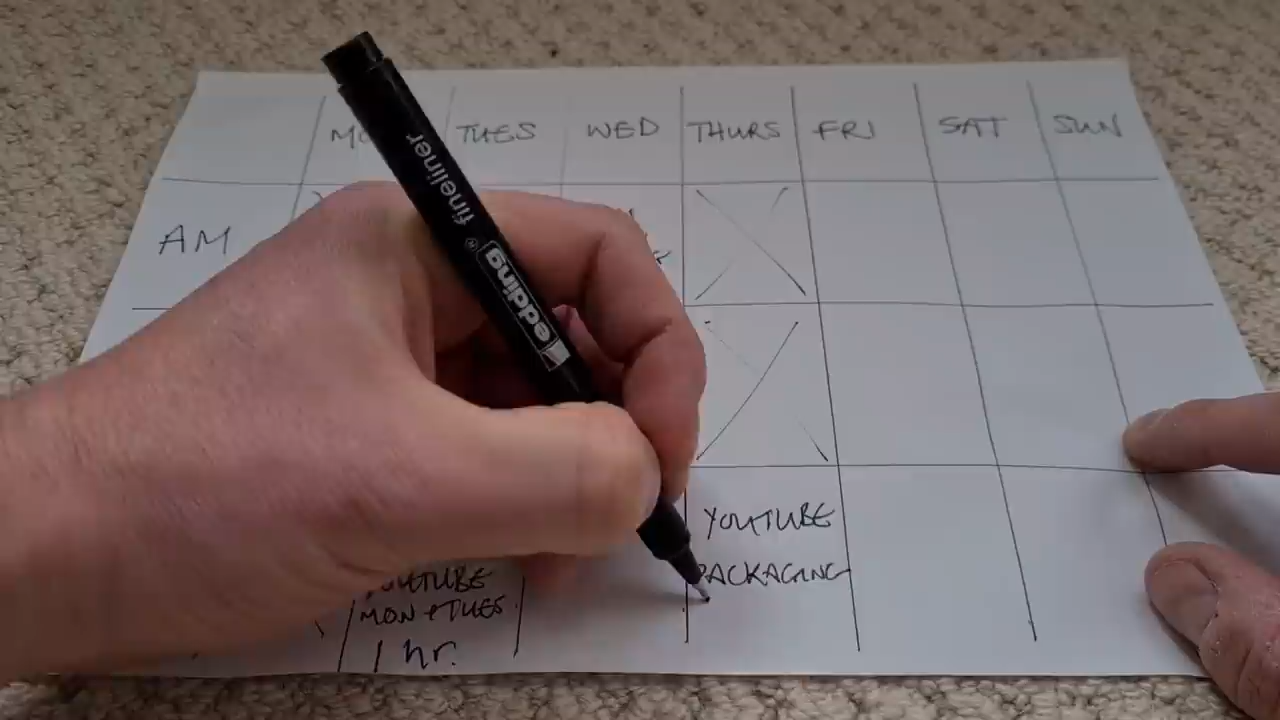 TUES WED THURS FRI SAT SUN
AM
YOUTUBE
PACKAGING
YOUTUBE
MON & TUES
1 hr.
edding
fineliner